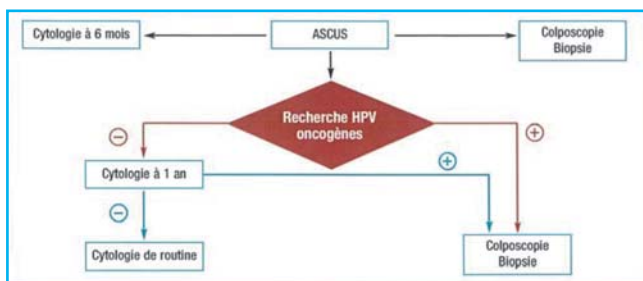 Cytologie à 6 mois
ASCUS
Colposcopie
Biopsie
Recherche HPV
oncogènes
−
+
+
Cytologie à 1 an
−
Cytologie de routine
Colposcopie
Biopsie